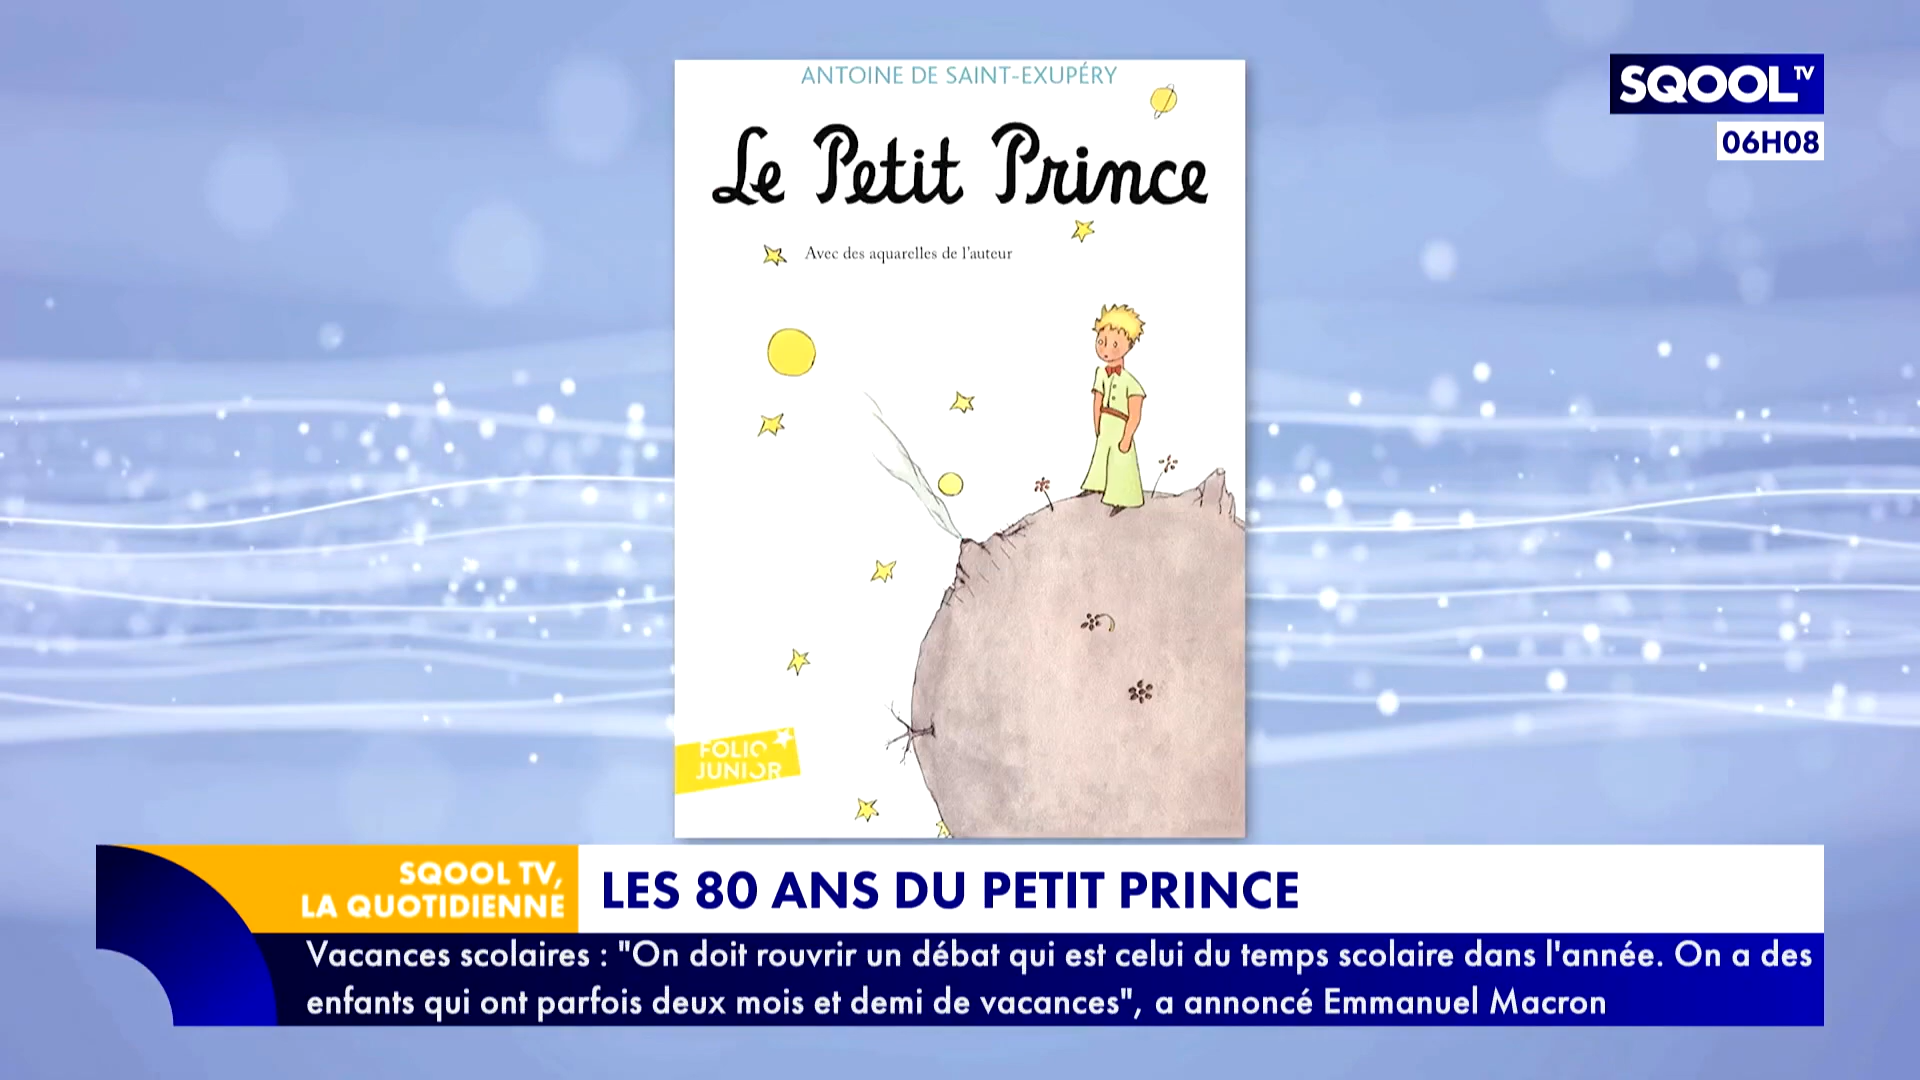 ANTOINE DE SAINT-EXUPÉRY
Le Petit Prince
Avec des aquarelles de l'auteur
FOLIO
JUNIOR
SQOOL TV
06H08
SQOOL TV,
LA QUOTIDIENNE
LES 80 ANS DU PETIT PRINCE
Vacances scolaires : "On doit rouvrir un débat qui est celui du temps scolaire dans l'année. On a des
enfants qui ont parfois deux mois et demi de vacances", a annoncé Emmanuel Macron